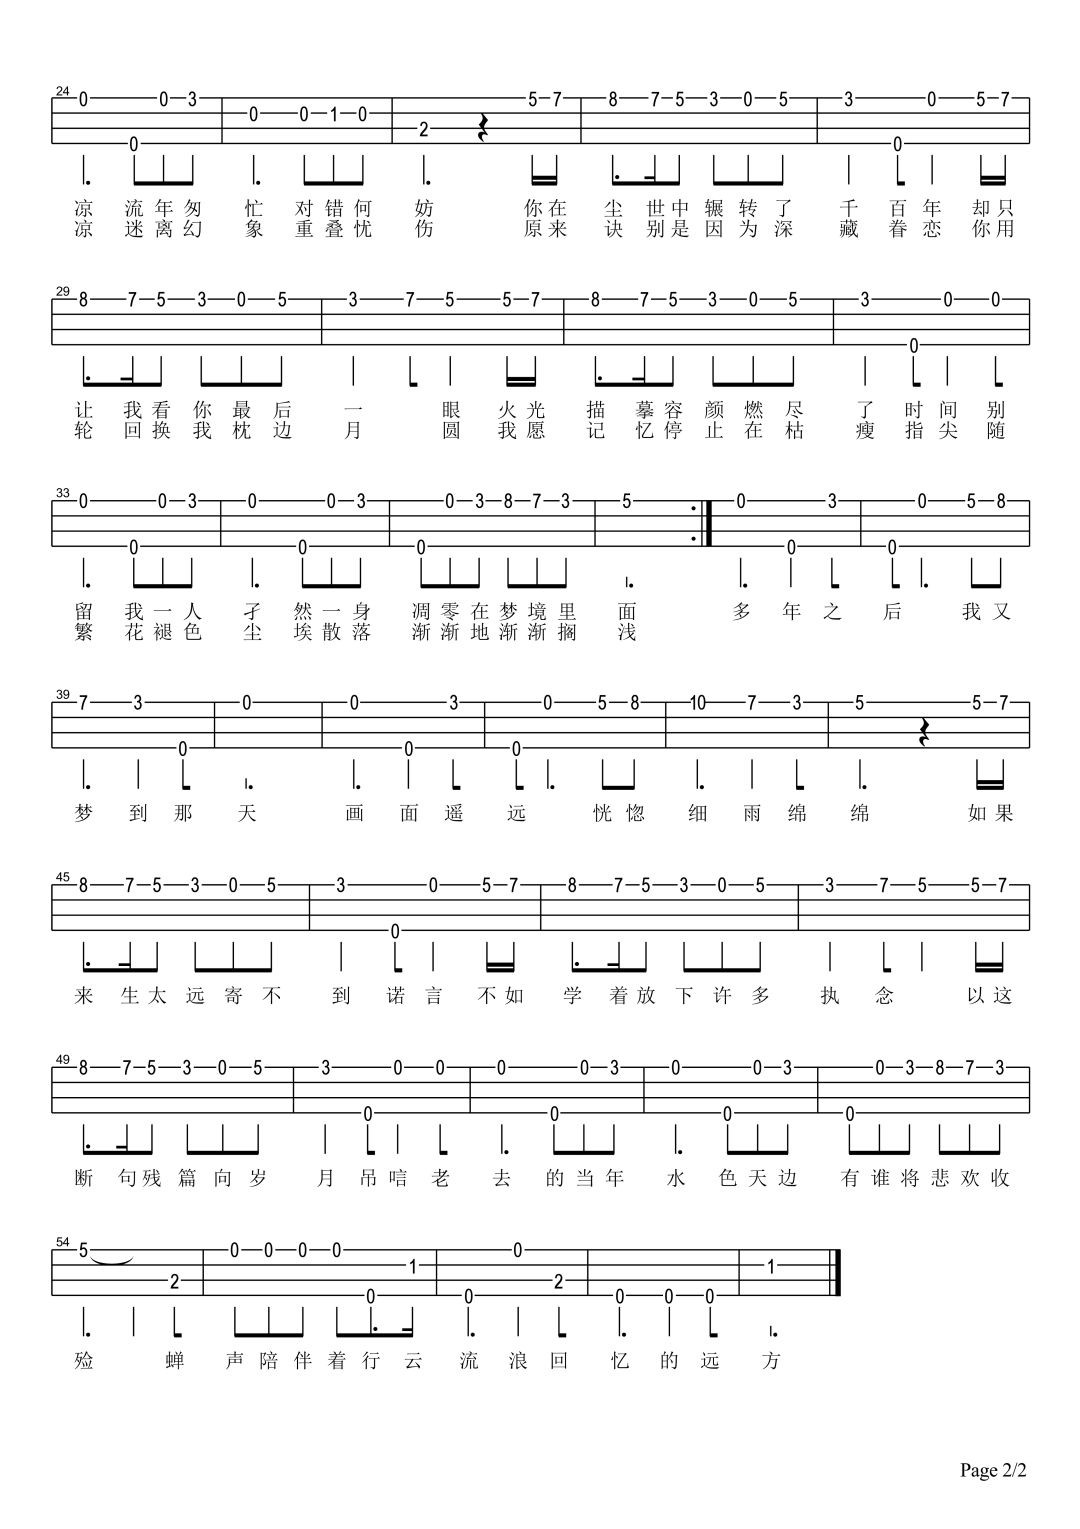 24 0 0 3 0 0 1 0 5 7 8 7 5 3 0 5 3 0 5 7
0 2 0
凉 流 年 匆 忙 对 错 何 妨 你 在 尘 世 中 辗 转 了 千 百 年 却 只
凉 迷 离 幻 象 重 叠 忧 伤 原 来 诀 别 是 因 为 深 藏 眷 恋 你 用
29 8 7 5 3 0 5 3 7 5 5 7 8 7 5 3 0 5 3 0 0
0
让 我 看 你 最 后 一 眼 火 光 描 摹 容 颜 燃 尽 了 时 间 别
轮 回 换 我 枕 边 月 圆 我 愿 记 忆 停 止 在 枯 瘦 指 尖 随
33 0 0 3 0 0 3 0 3 8 7 3 5 0 3 0 5 8
0 0 0 0 0
留 我 一 人 孑 然 一 身 凋 零 在 梦 境 里 面 多 年 之 后 我 又
繁 花 褪 色 尘 埃 散 落 渐 渐 地 渐 渐 搁 浅
39 7 3 0 0 3 0 5 8 10 7 3 5 5 7
0 0 0
梦 到 那 天 画 面 遥 远 恍 惚 细 雨 绵 绵 如 果
45 8 7 5 3 0 5 3 0 5 7 8 7 5 3 0 5 3 7 5 5 7
0
来 生 太 远 寄 不 到 诺 言 不 如 学 着 放 下 许 多 执 念 以 这
49 8 7 5 3 0 5 3 0 0 0 0 3 0 0 3 0 3 8 7 3
0 0 0 0
断 句 残 篇 向 岁 月 吊 唁 老 去 的 当 年 水 色 天 边 有 谁 将 悲 欢 收
54 5 0 0 0 0 0
1 1
2 2
0 0 0 0 0
殓 蝉 声 陪 伴 着 行 云 流 浪 回 忆 的 远 方
Page 2/2